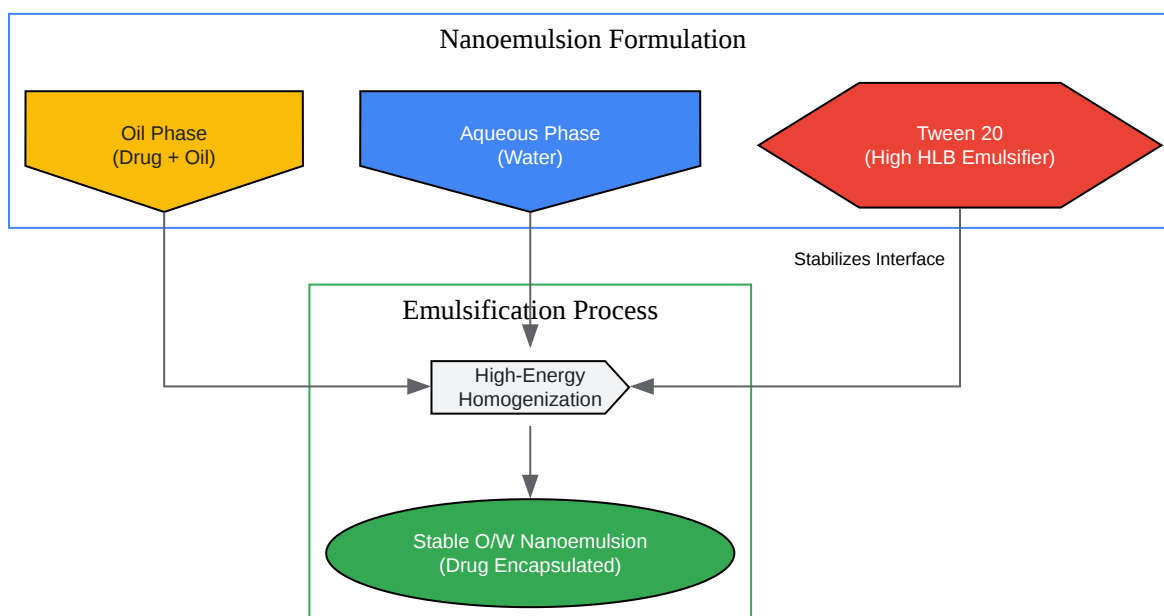 Nanoemulsion Formulation
Oil Phase
(Drug + Oil)
Aqueous Phase
(Water)
Tween 20
(High HLB Emulsifier)
Stabilizes Interface
Emulsification Process
High-Energy
Homogenization
Stable O/W Nanoemulsion
(Drug Encapsulated)